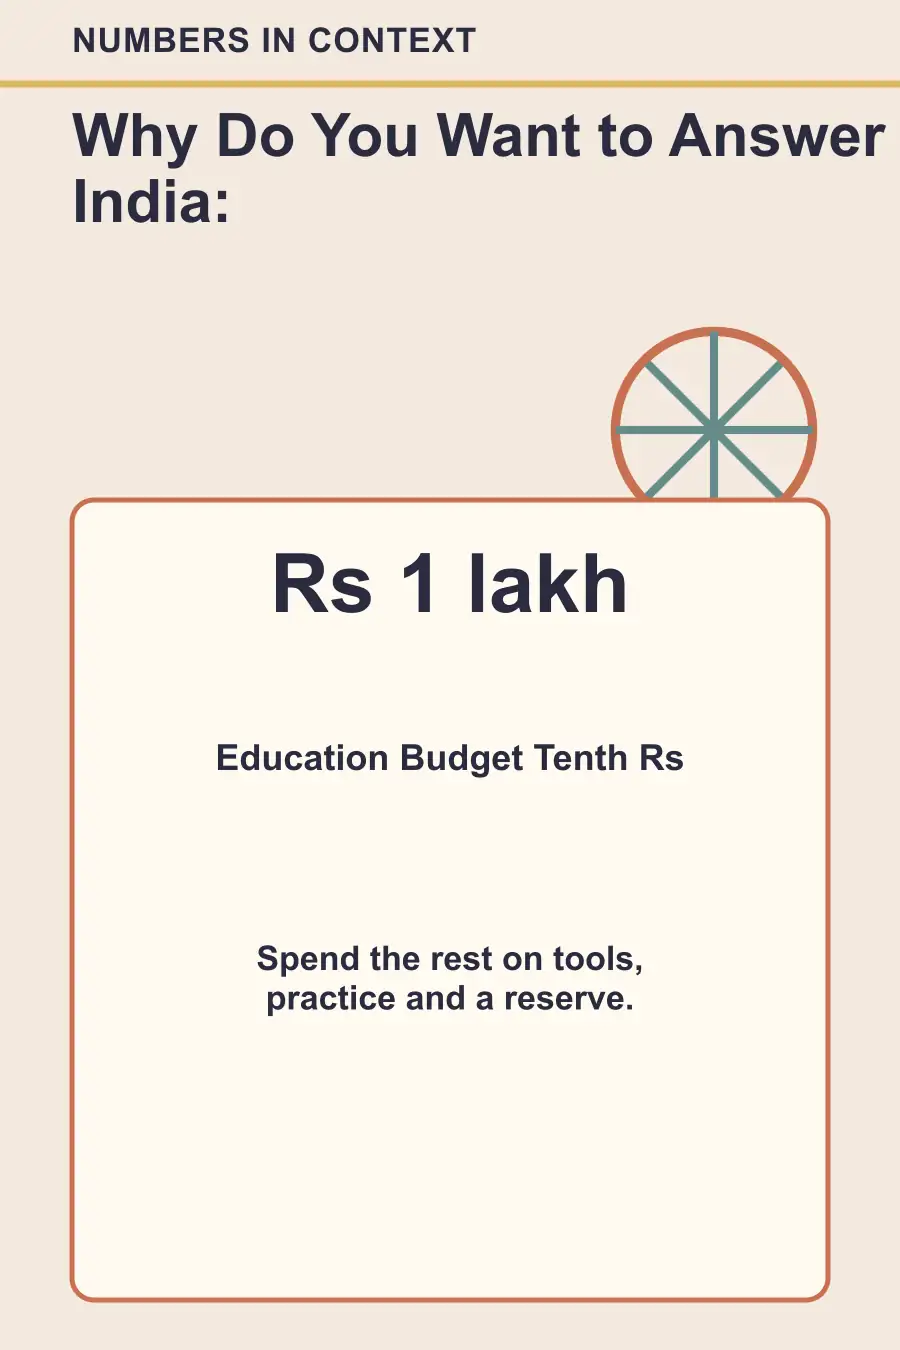 NUMBERS IN CONTEXT
Why Do You Want to Answer
India:
Rs 1 lakh
Education Budget Tenth Rs
Spend the rest on tools,
practice and a reserve.